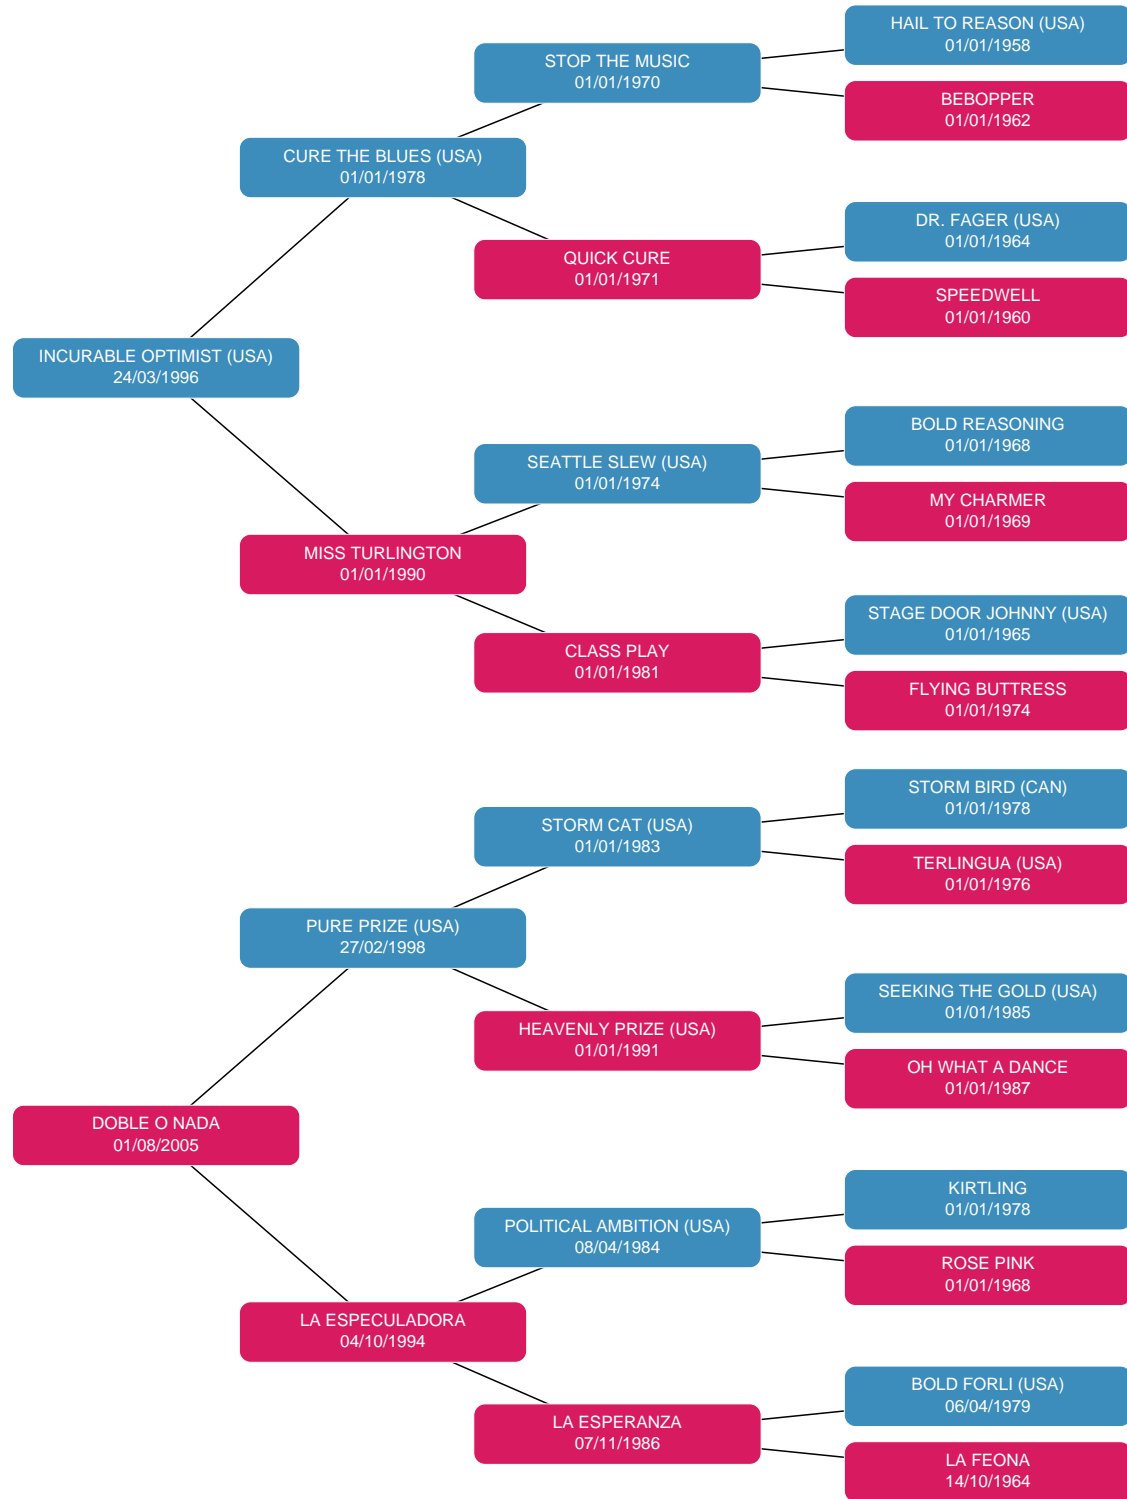 HAIL TO REASON (USA)
01/01/1958
STOP THE MUSIC
01/01/1970
BEBOPPER
01/01/1962
CURE THE BLUES (USA)
01/01/1978
DR. FAGER (USA)
01/01/1964
QUICK CURE
01/01/1971
SPEEDWELL
01/01/1960
INCURABLE OPTIMIST (USA)
24/03/1996
BOLD REASONING
01/01/1968
SEATTLE SLEW (USA)
01/01/1974
MY CHARMER
01/01/1969
MISS TURLINGTON
01/01/1990
STAGE DOOR JOHNNY (USA)
01/01/1965
CLASS PLAY
01/01/1981
FLYING BUTTRESS
01/01/1974
STORM BIRD (CAN)
01/01/1978
STORM CAT (USA)
01/01/1983
TERLINGUA (USA)
01/01/1976
PURE PRIZE (USA)
27/02/1998
SEEKING THE GOLD (USA)
01/01/1985
HEAVENLY PRIZE (USA)
01/01/1991
OH WHAT A DANCE
01/01/1987
DOBLE O NADA
01/08/2005
KIRTLING
01/01/1978
POLITICAL AMBITION (USA)
08/04/1984
ROSE PINK
01/01/1968
LA ESPECULADORA
04/10/1994
BOLD FORLI (USA)
06/04/1979
LA ESPERANZA
07/11/1986
LA FEONA
14/10/1964